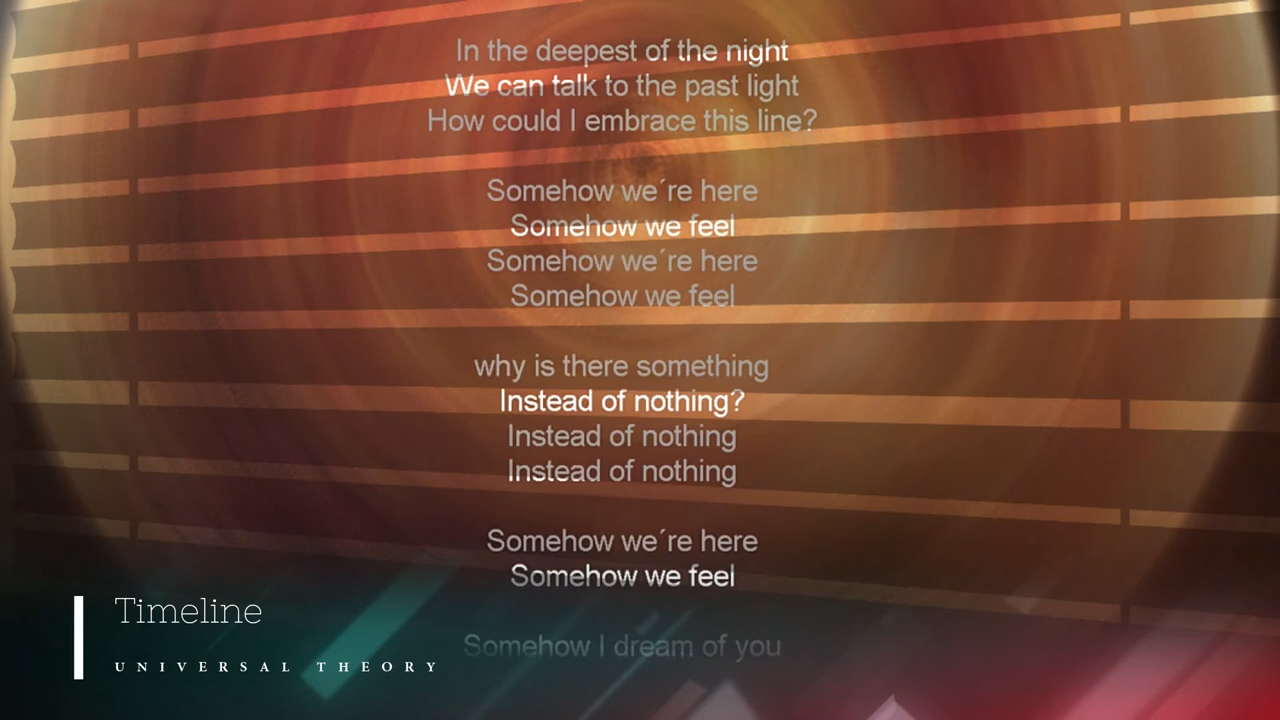 In the deepest of the night
We can talk to the past light
How could I embrace this line?
Somehow we´re here
Somehow we feel
Somehow we´re here
Somehow we feel
why is there something
Instead of nothing?
Instead of nothing
Instead of nothing
Somehow we´re here
Somehow we feel
Somehow I dream of you
Timeline
UNIVERSAL THEORY